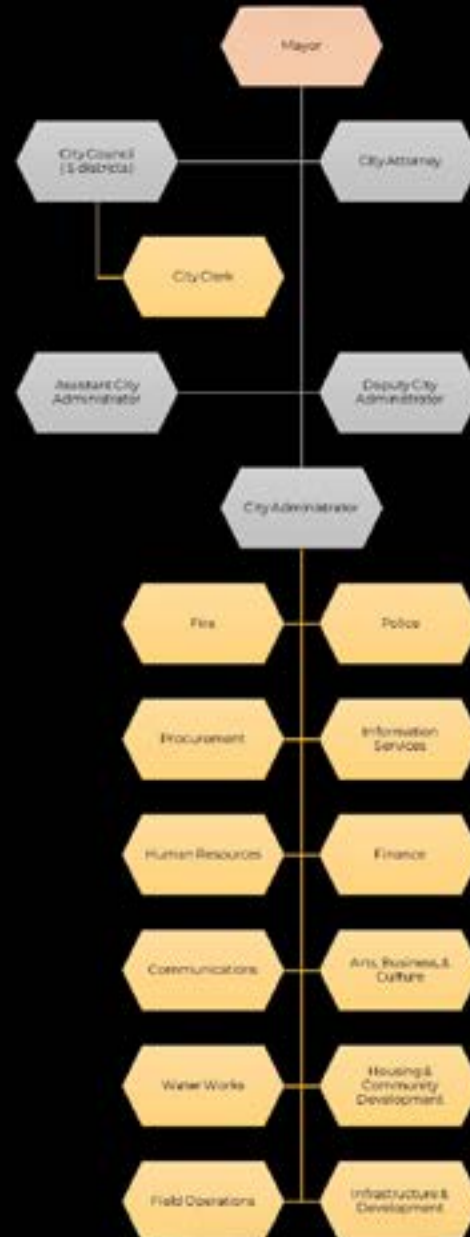 Mayor
City Council
(5 districts)
City Attorney
City Clerk
Assistant City
Administrator
Deputy City
Administrator
City Administrator
Fire
Police
Procurement
Information
Services
Human Resources
Finance
Communications
Arts, Business, &
Culture
Water Works
Housing &
Community
Development
Field Operations
Infrastructure &
Development